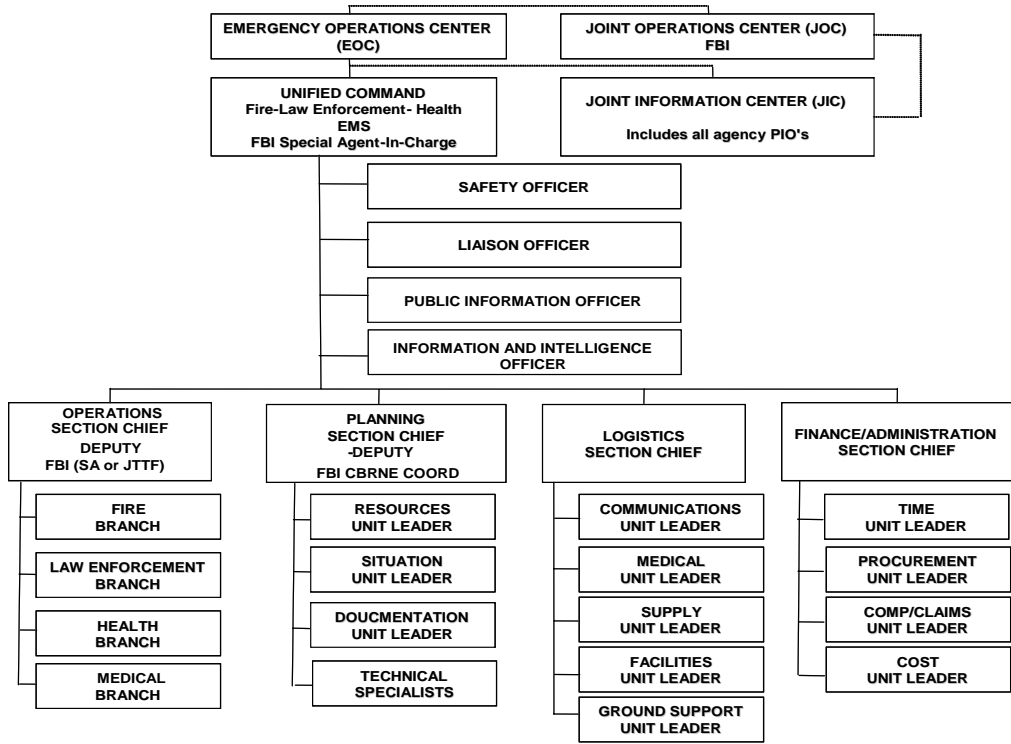 EMERGENCY OPERATIONS CENTER
(EOC)
JOINT OPERATIONS CENTER (JOC)
FBI
UNIFIED COMMAND
Fire-Law Enforcement- Health
EMS
FBI Special Agent-In-Charge
JOINT INFORMATION CENTER (JIC)
Includes all agency PIO's
SAFETY OFFICER
LIAISON OFFICER
PUBLIC INFORMATION OFFICER
INFORMATION AND INTELLIGENCE
OFFICER
OPERATIONS
SECTION CHIEF
DEPUTY
FBI (SA or JTTF)
FIRE
BRANCH
LAW ENFORCEMENT
BRANCH
HEALTH
BRANCH
MEDICAL
BRANCH
PLANNING
SECTION CHIEF
-DEPUTY
FBI CBRNE COORD
RESOURCES
UNIT LEADER
SITUATION
UNIT LEADER
DOUCMENTATION
UNIT LEADER
TECHNICAL
SPECIALISTS
LOGISTICS
SECTION CHIEF
COMMUNICATIONS
UNIT LEADER
MEDICAL
UNIT LEADER
SUPPLY
UNIT LEADER
FACILITIES
UNIT LEADER
GROUND SUPPORT
UNIT LEADER
FINANCE/ADMINISTRATION
SECTION CHIEF
TIME
UNIT LEADER
PROCUREMENT
UNIT LEADER
COMP/CLAIMS
UNIT LEADER
COST
UNIT LEADER